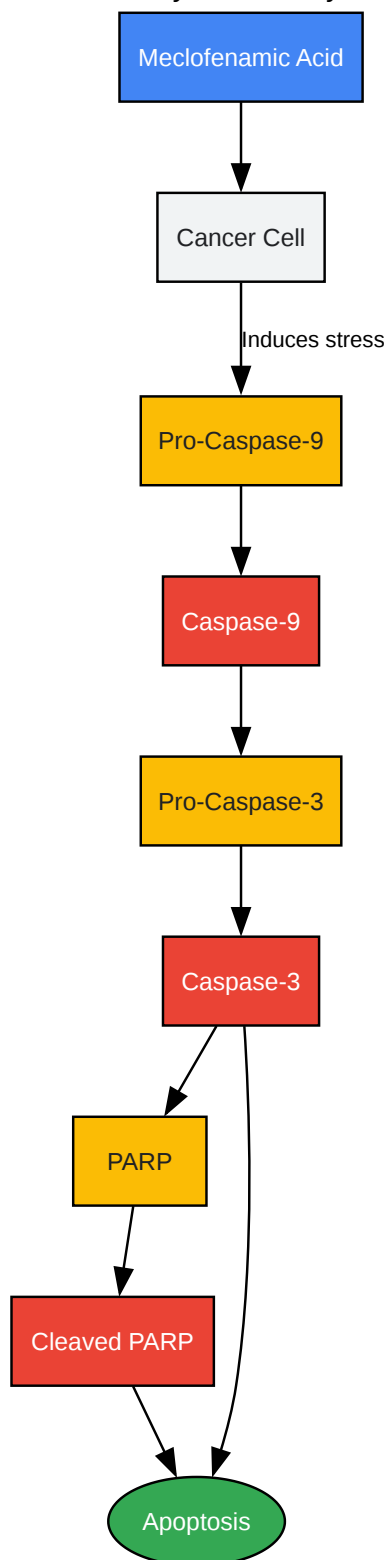 Meclofenamic Acid
Cancer Cell
Induces stress
Pro-Caspase-9
Caspase-9
Pro-Caspase-3
Caspase-3
PARP
Cleaved PARP
Apoptosis